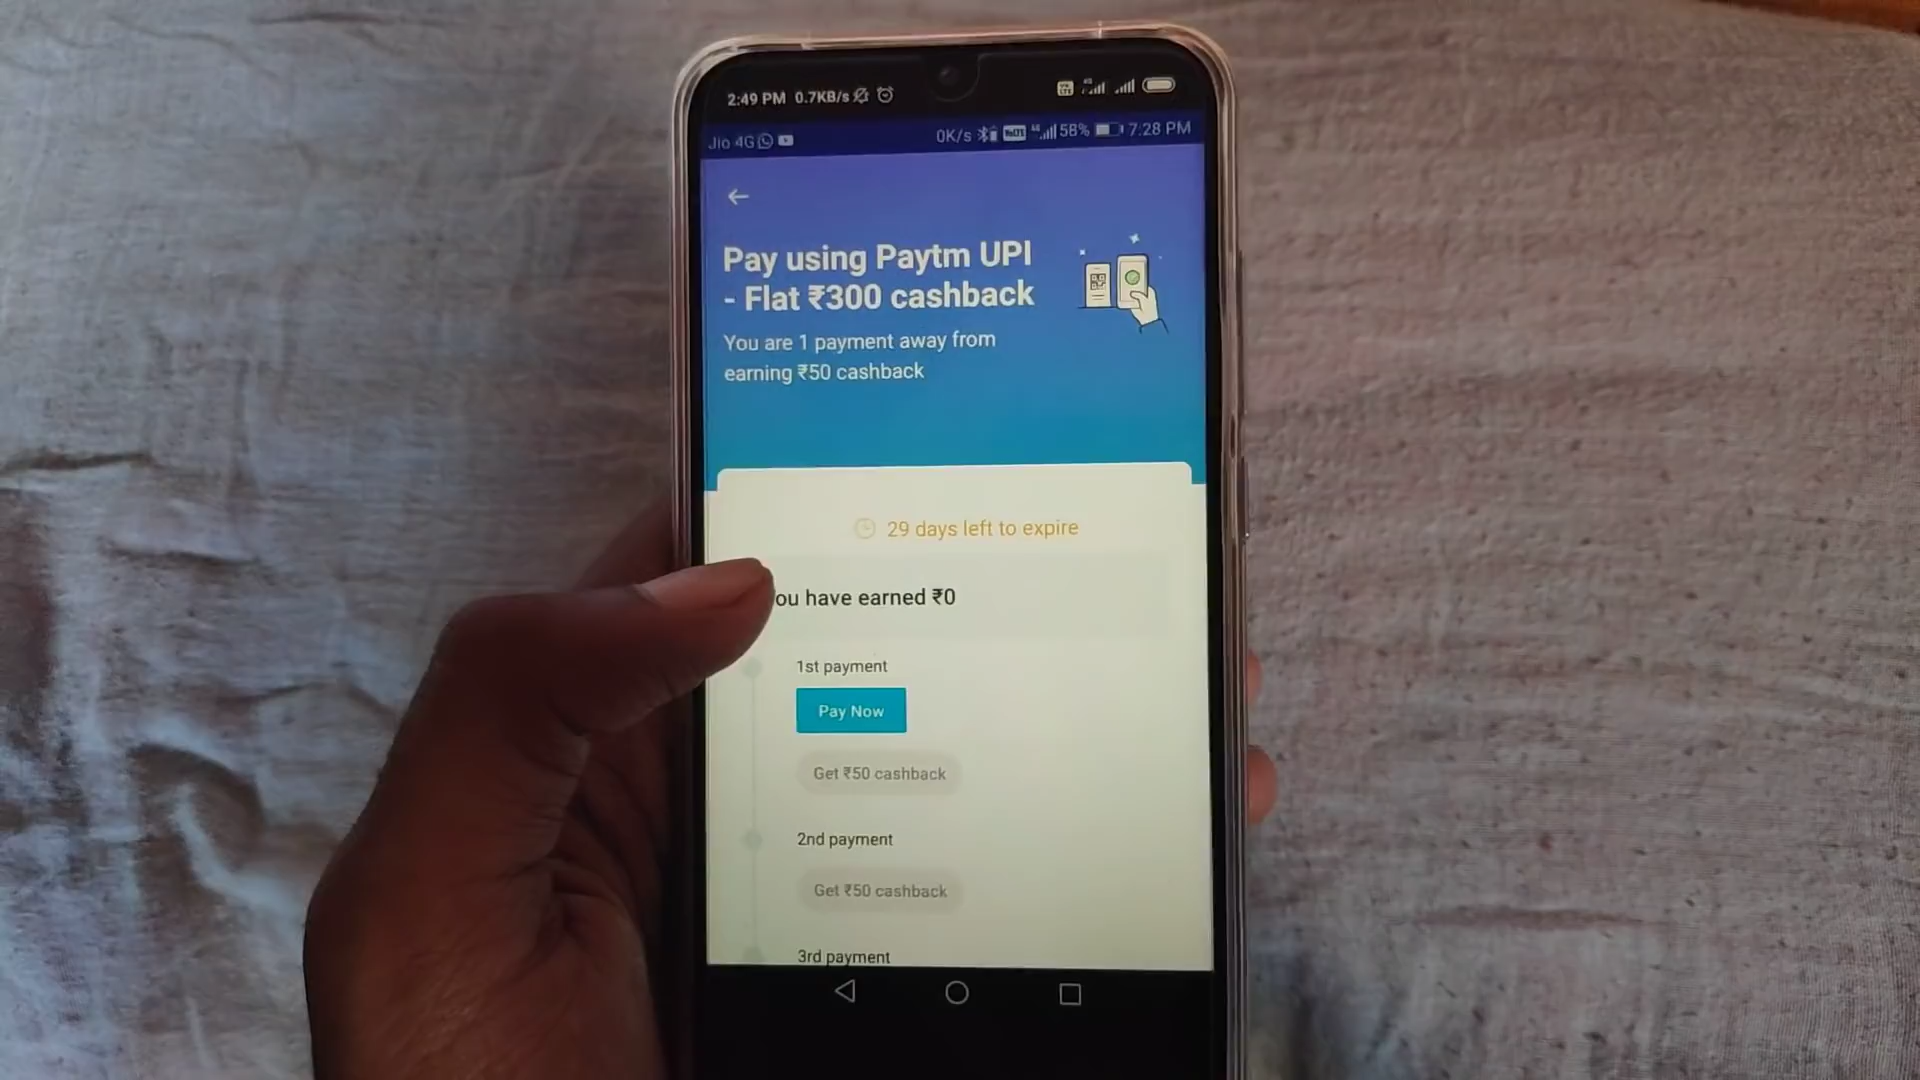 2:49 PM 0.7KB/s
Jio 4G 0K/s 58% 7:28 PM
Pay using Paytm UPI
- Flat ₹300 cashback
You are 1 payment away from
earning ₹50 cashback
29 days left to expire
ou have earned ₹0
1st payment
Pay Now
Get ₹50 cashback
2nd payment
Get ₹50 cashback
3rd payment